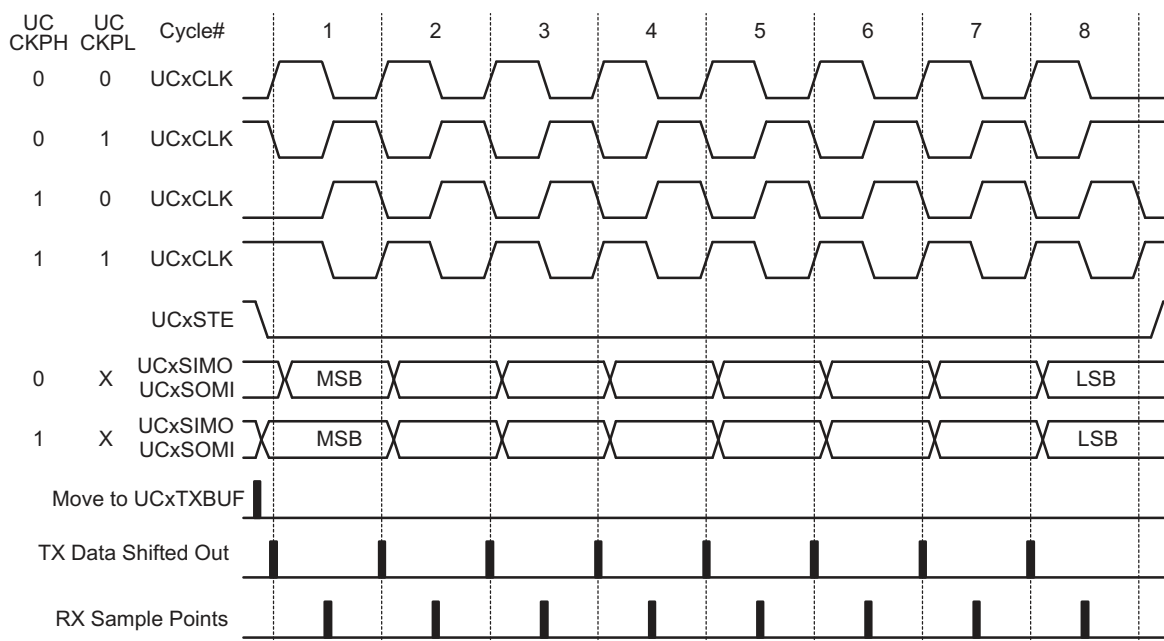 UC UC
CKPH CKPL Cycle# 1 2 3 4 5 6 7 8
0 0 UCxCLK
0 1 UCxCLK
1 0 UCxCLK
1 1 UCxCLK
UCxSTE
0 X UCxSIMO
UCxSOMI MSB LSB
1 X UCxSIMO
UCxSOMI MSB LSB
Move to UCxTXBUF
TX Data Shifted Out
RX Sample Points